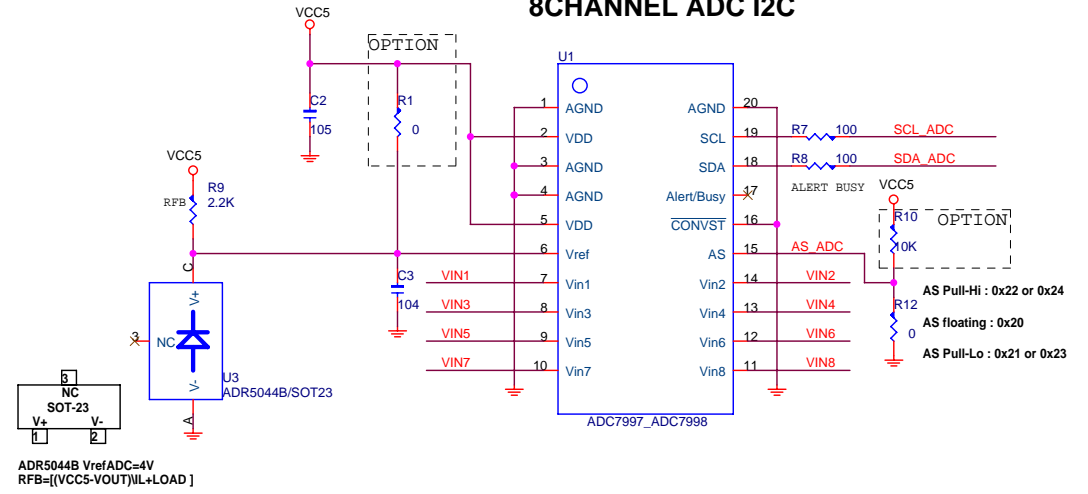 8CHANNEL ADC I2C
VCC5
OPTION
U1
C2
105
R1
0
1 AGND AGND 20
2 VDD SCL 19 R7 100 SCL_ADC
3 AGND SDA 18 R8 100 SDA_ADC
4 AGND Alert/Busy 17 ALERT BUSY
5 VDD CONVST 16
6 Vref AS 15 AS_ADC
VIN1 7 Vin1 Vin2 14 VIN2
VIN3 8 Vin3 Vin4 13 VIN4
VIN5 9 Vin5 Vin6 12 VIN6
VIN7 10 Vin7 Vin8 11 VIN8
ADC7997_ADC7998
VCC5
R9
RFB 2.2K
C3
104
C
V+
3 NC
V-
A
U3
ADR5044B/SOT23
VCC5
R10
OPTION
10K
R12
0
AS Pull-Hi : 0x22 or 0x24
AS floating : 0x20
AS Pull-Lo : 0x21 or 0x23
3
NC
SOT-23
V+ V-
1 2
ADR5044B VrefADC=4V
RFB=[(VCC5-VOUT)\IL+LOAD ]